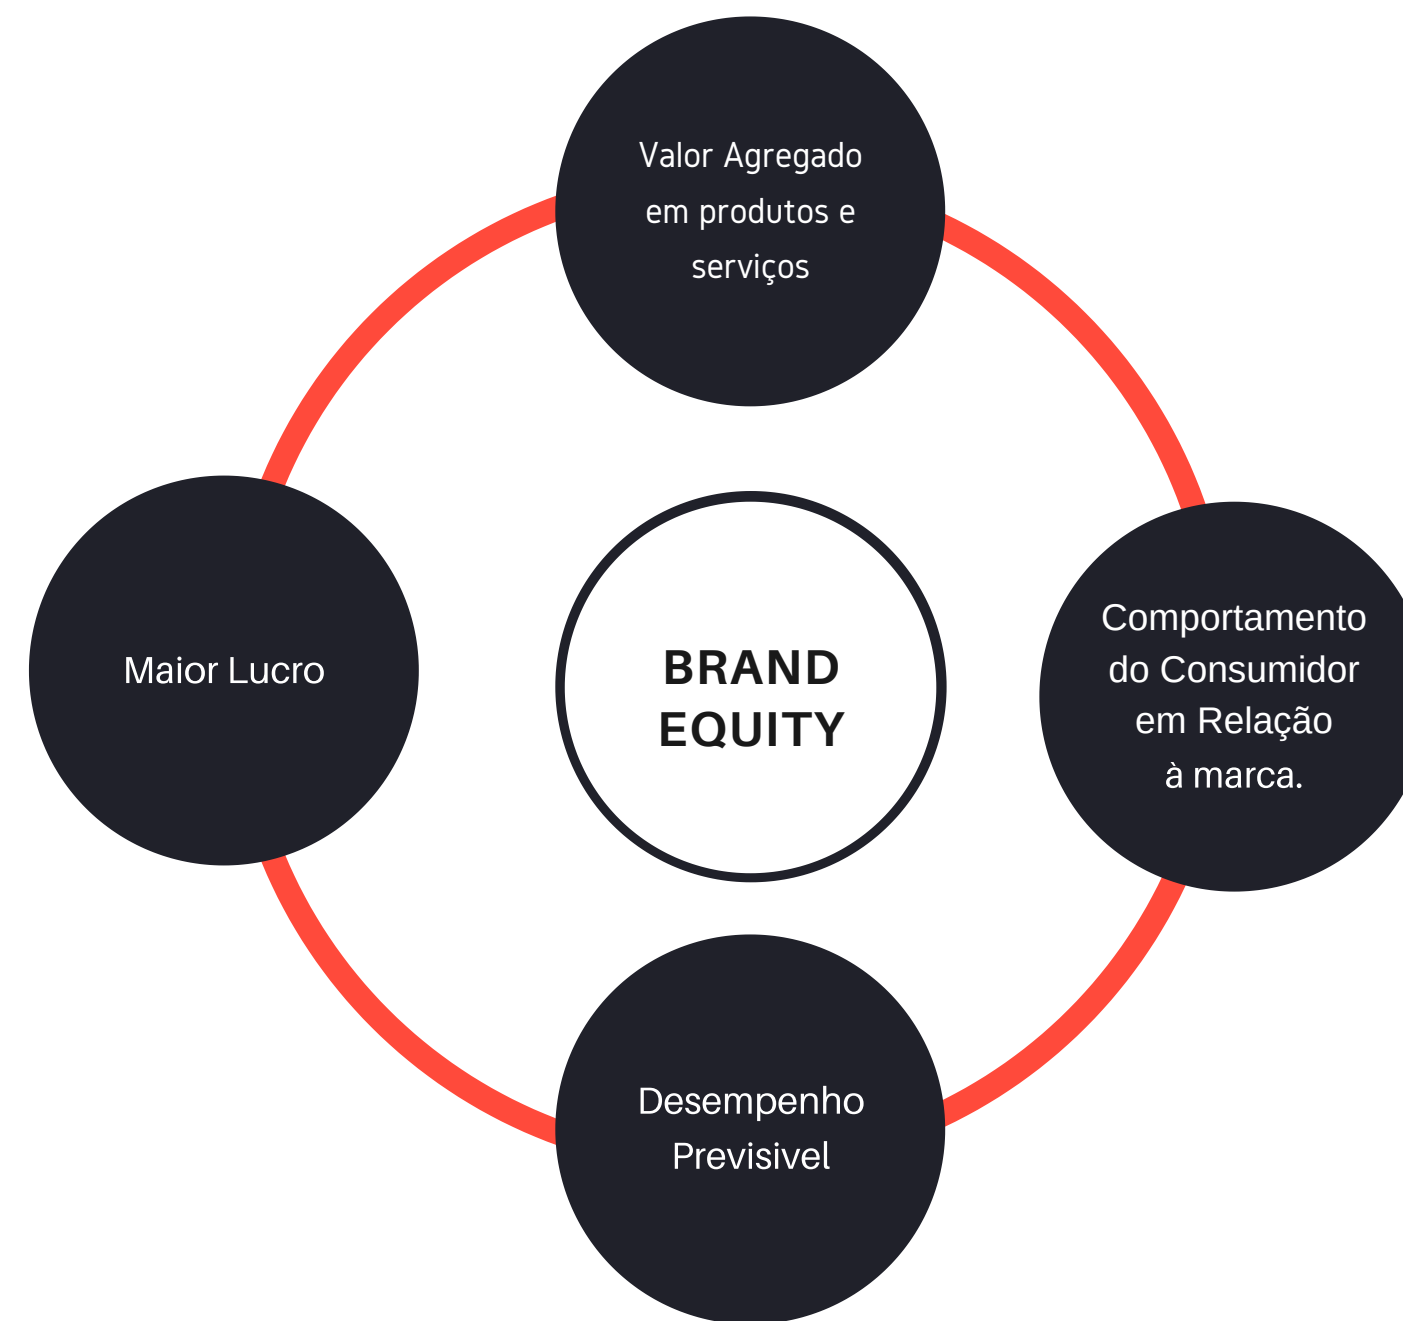 Valor Agregado
em produtos e
serviços
Maior Lucro
BRAND
EQUITY
Comportamento
do Consumidor
em Relação
à marca.
Desempenho
Previsivel